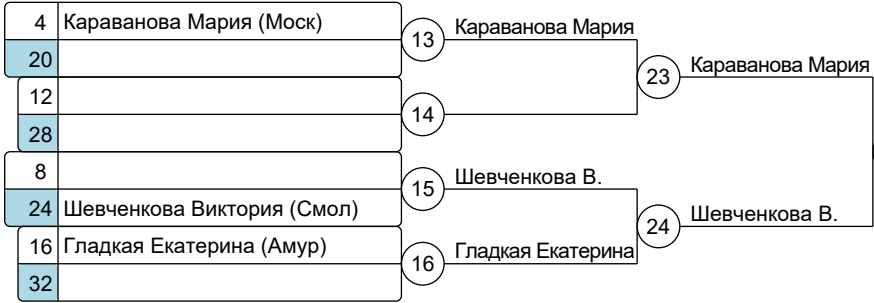 4 Караванова Мария (Моск)
20
13 Караванова Мария
23 Караванова Мария
12
28
14
8
24 Шевченкова Виктория (Смол)
15 Шевченкова В.
24 Шевченкова В.
16 Гладкая Екатерина (Амур)
32
16 Гладкая Екатерина